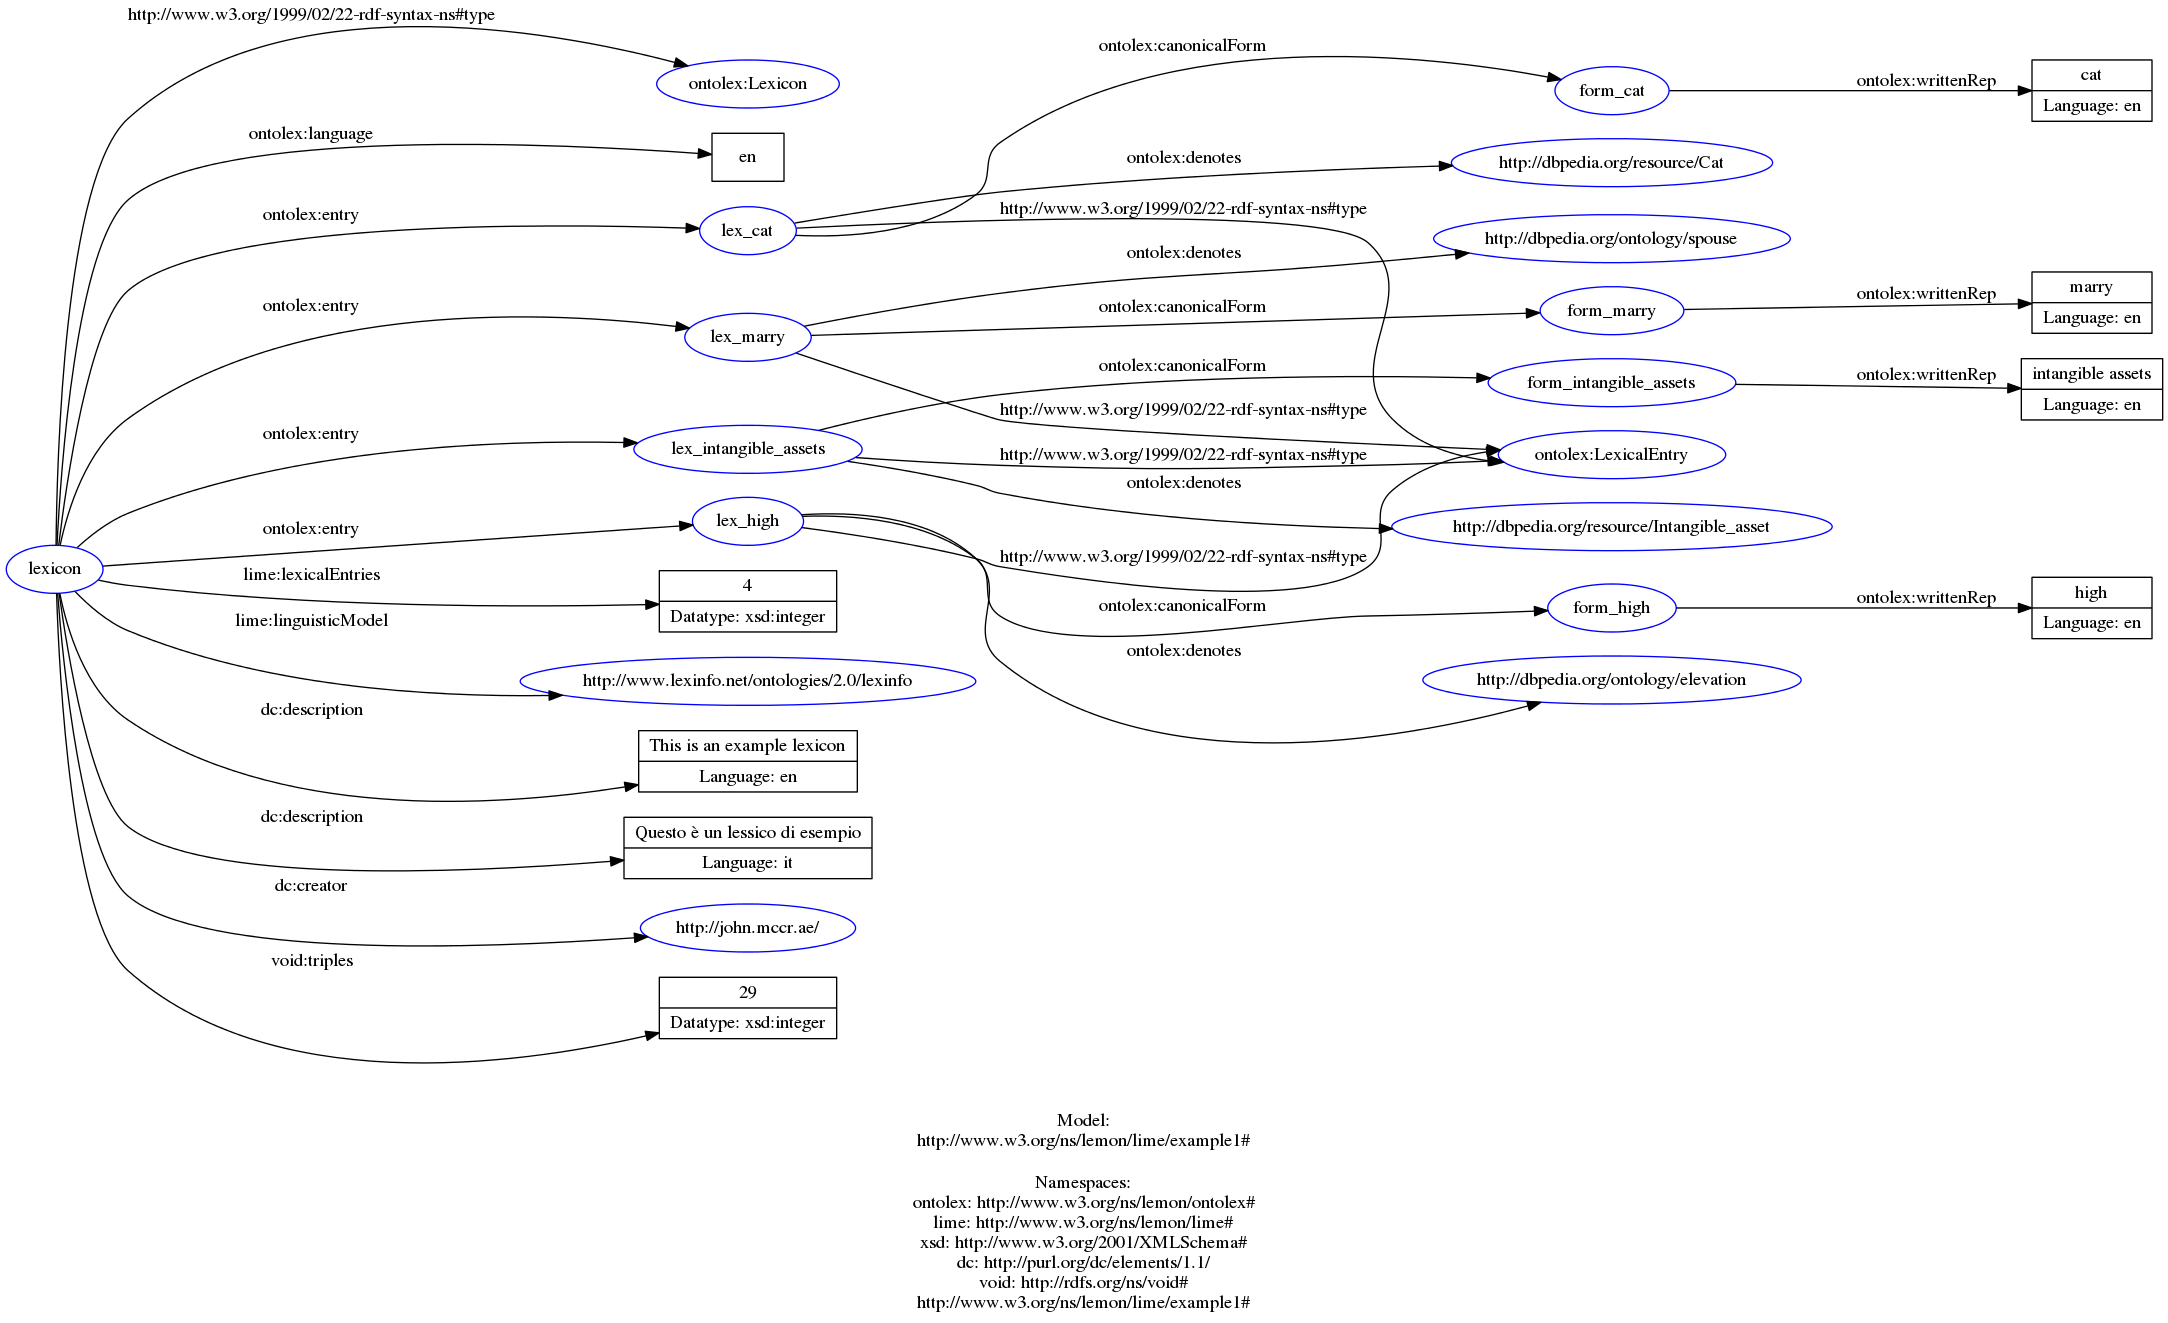 http://www.w3.org/1999/02/22-rdf-syntax-ns#type
ontolex:Lexicon
ontolex:language
en
ontolex:entry
lex_cat
ontolex:entry
lex_marry
ontolex:entry
lex_intangible_assets
ontolex:entry
lex_high
lexicon
lime:lexicalEntries
4
Datatype: xsd:integer
lime:linguisticModel
http://www.lexinfo.net/ontologies/2.0/lexinfo
dc:description
This is an example lexicon
Language: en
dc:description
Questo è un lessico di esempio
Language: it
dc:creator
http://john.mccr.ae/
void:triples
29
Datatype: xsd:integer
ontolex:canonicalForm
form_cat
ontolex:writtenRep
cat
Language: en
ontolex:denotes
http://dbpedia.org/resource/Cat
http://www.w3.org/1999/02/22-rdf-syntax-ns#type
ontolex:denotes
http://dbpedia.org/ontology/spouse
ontolex:canonicalForm
form_marry
ontolex:writtenRep
marry
Language: en
ontolex:canonicalForm
form_intangible_assets
ontolex:writtenRep
intangible assets
Language: en
http://www.w3.org/1999/02/22-rdf-syntax-ns#type
http://www.w3.org/1999/02/22-rdf-syntax-ns#type
ontolex:LexicalEntry
ontolex:denotes
http://dbpedia.org/resource/Intangible_asset
http://www.w3.org/1999/02/22-rdf-syntax-ns#type
ontolex:canonicalForm
form_high
ontolex:writtenRep
high
Language: en
ontolex:denotes
http://dbpedia.org/ontology/elevation
Model:
http://www.w3.org/ns/lemon/lime/example1#
Namespaces:
ontolex: http://www.w3.org/ns/lemon/ontolex#
lime: http://www.w3.org/ns/lemon/lime#
xsd: http://www.w3.org/2001/XMLSchema#
dc: http://purl.org/dc/elements/1.1/
void: http://rdfs.org/ns/void#
http://www.w3.org/ns/lemon/lime/example1#